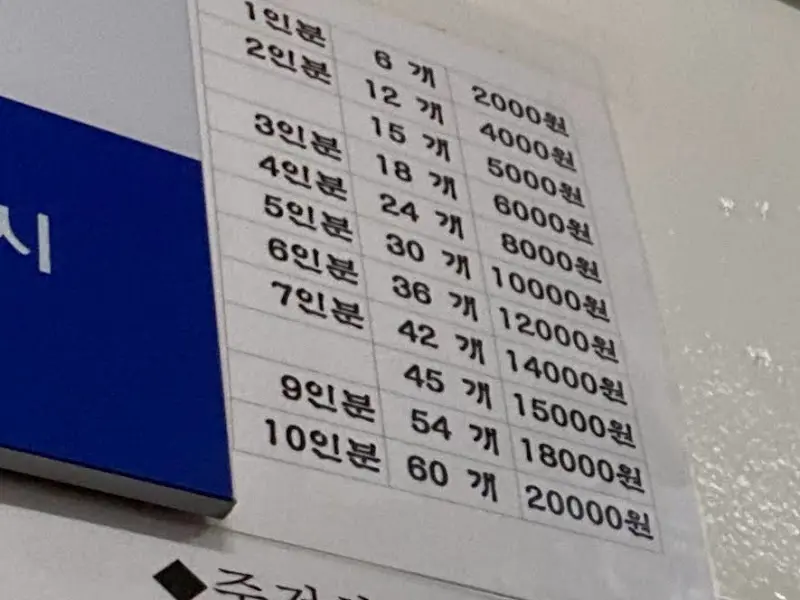 1인분 6 개 2000원
2인분 12 개 4000원
15 개 5000원
3인분 18 개 6000원
4인분 24 개 8000원
5인분 30 개 10000원
6인분 36 개 12000원
7인분 42 개 14000원
45 개 15000원
9인분 54 개 18000원
10인분 60 개 20000원
시